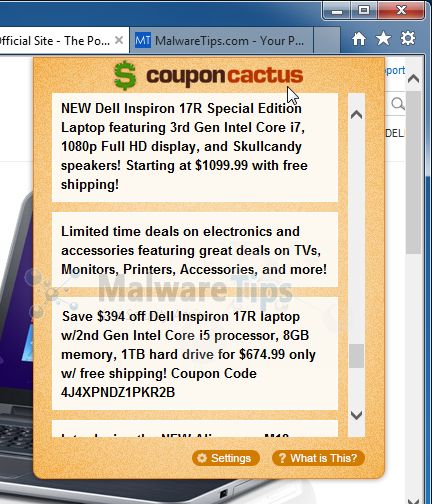 fficial Site - The Po...
MT MalwareTips.com - Your P...
couponcactus
port
NEW Dell Inspiron 17R Special Edition
Laptop featuring 3rd Gen Intel Core i7,
1080p Full HD display, and Skullcandy
speakers! Starting at $1099.99 with free
shipping!
DEL
Limited time deals on electronics and
accessories featuring great deals on TVs,
Monitors, Printers, Accessories, and more!
MalwareTips
Save $394 off Dell Inspiron 17R laptop
w/2nd Gen Intel Core i5 processor, 8GB
memory, 1TB hard drive for $674.99 only
w/ free shipping! Coupon Code
4J4XPNDZ1PKR2B
Settings
? What is This?